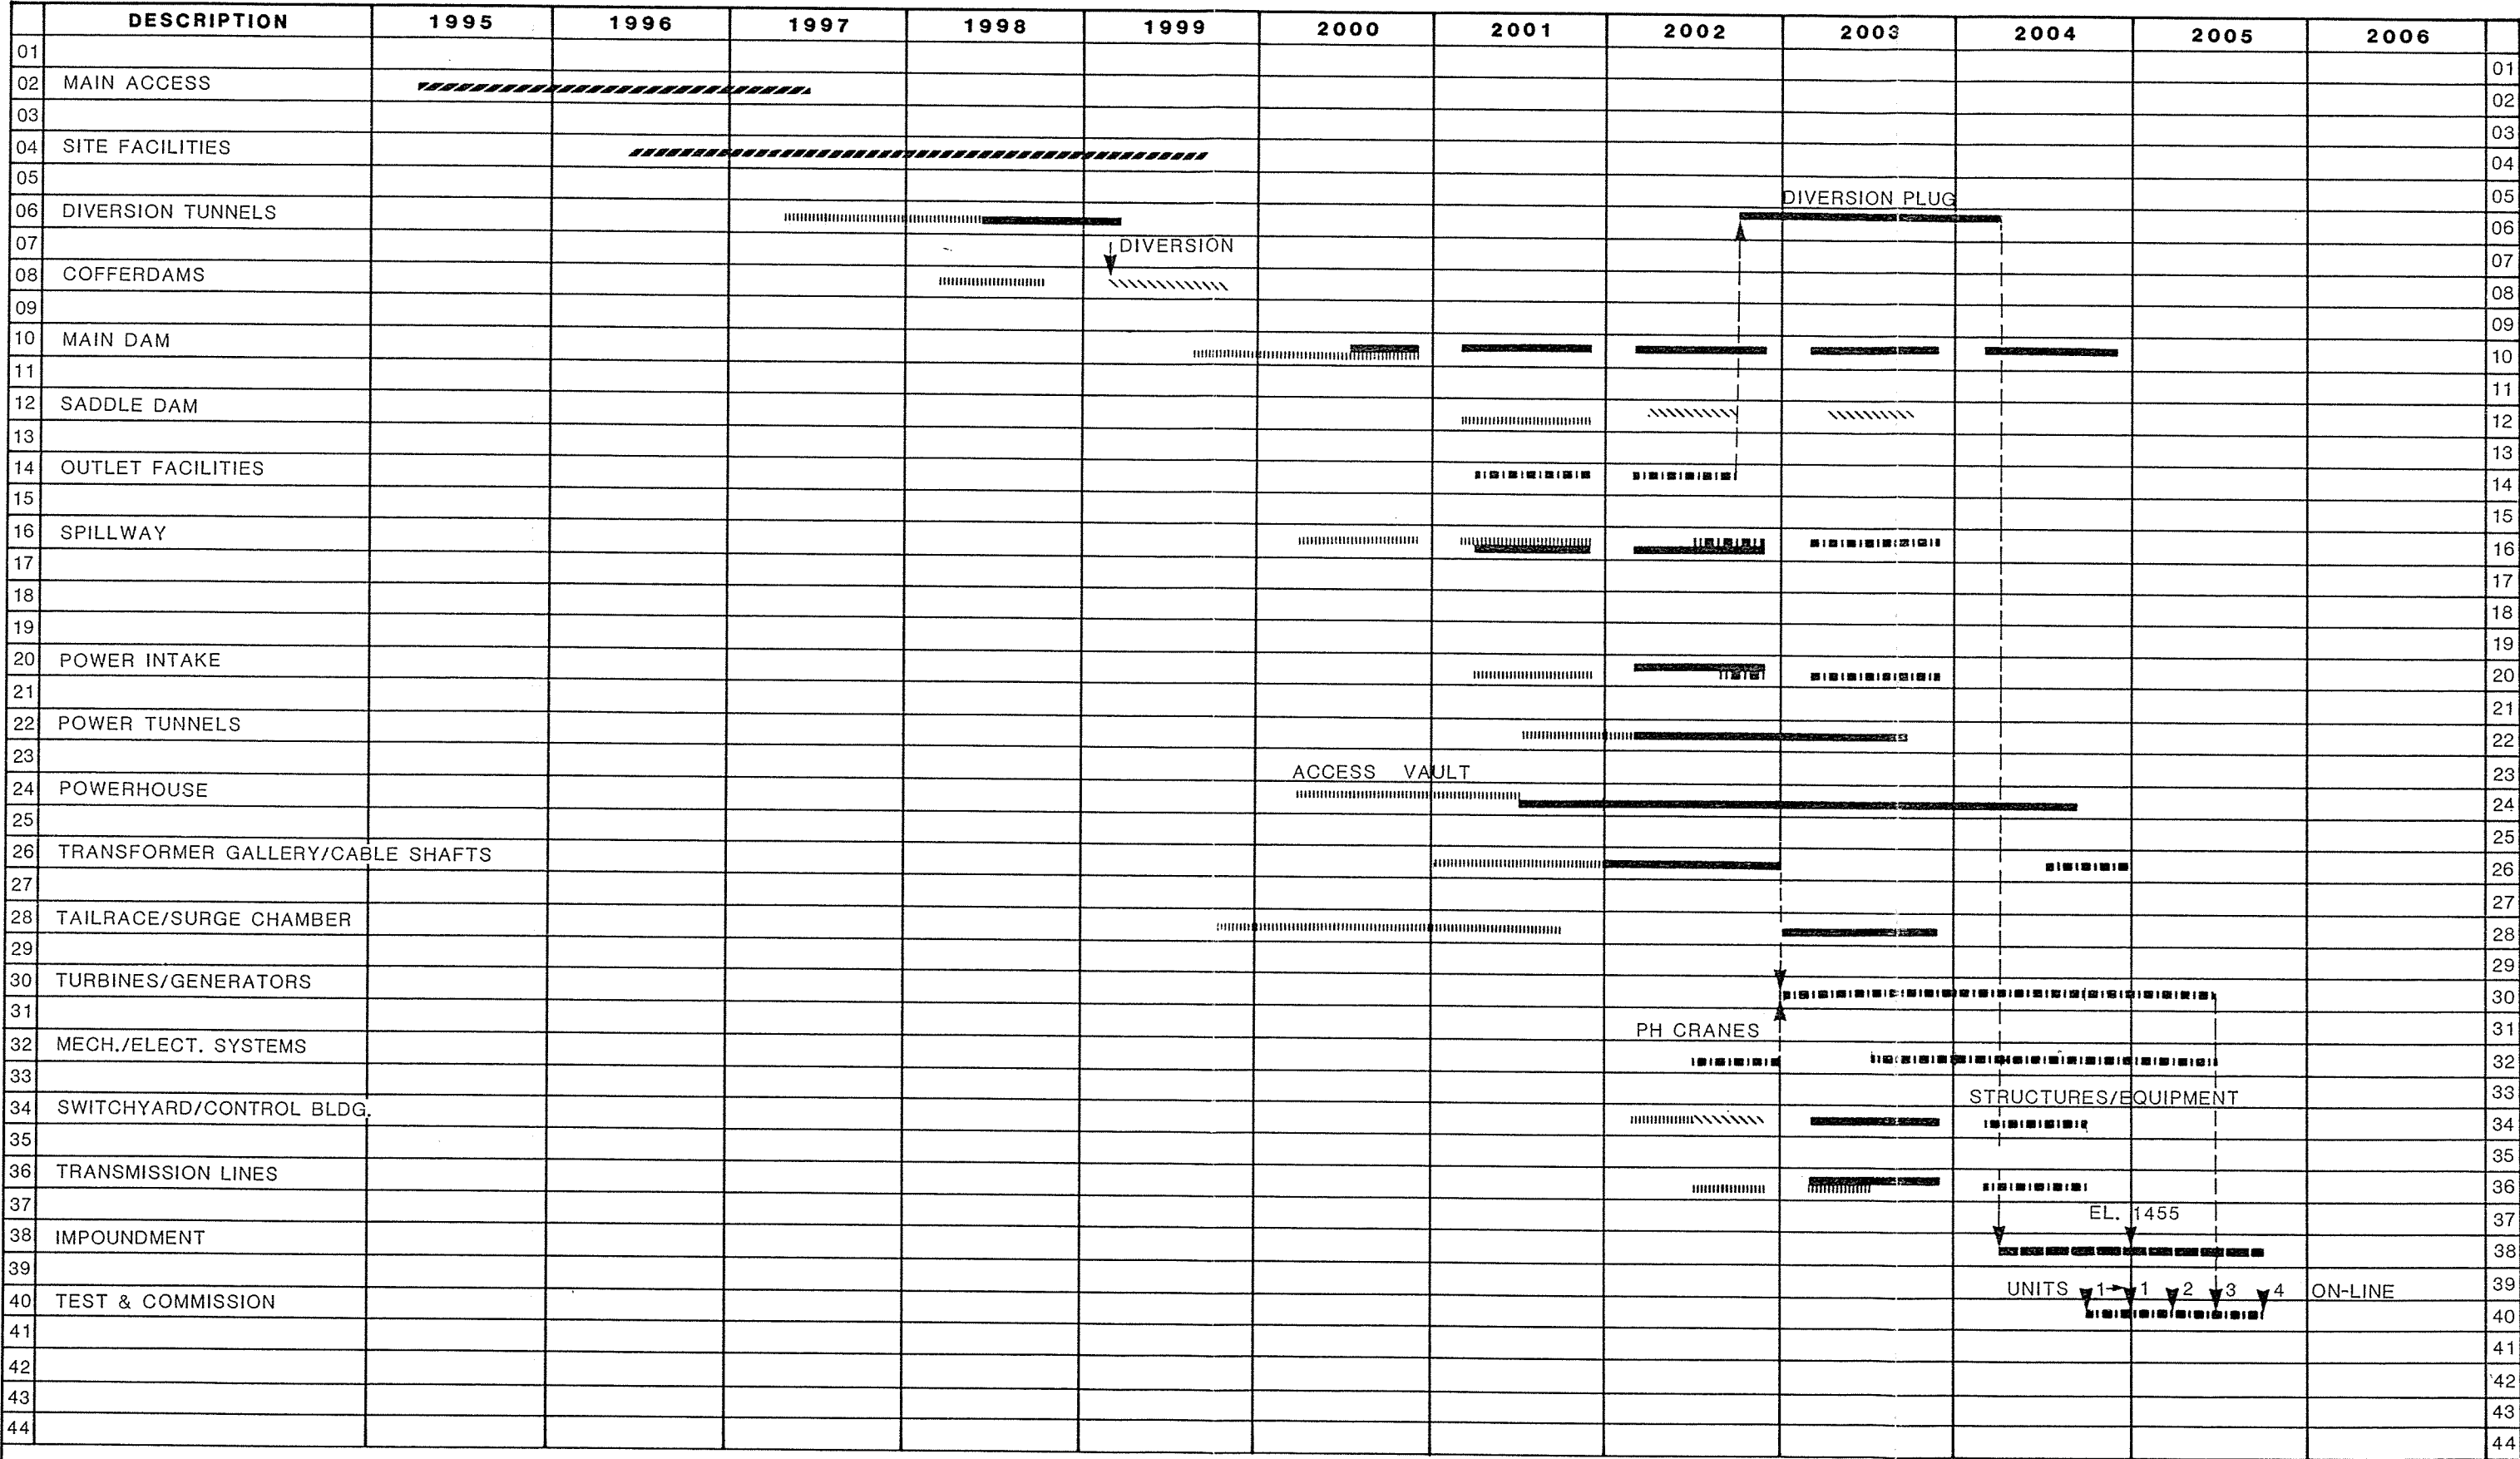 DESCRIPTION 1995 1996 1997 1998 1999 2000 2001 2002 2003 2004 2005 2006
01 01
02 MAIN ACCESS 02
03 03
04 SITE FACILITIES 04
05 05
DIVERSION PLUG
06 DIVERSION TUNNELS 06
07 DIVERSION 07
08 COFFERDAMS 08
09 09
10 MAIN DAM 10
11 11
12 SADDLE DAM 12
13 13
14 OUTLET FACILITIES 14
15 15
16 SPILLWAY 16
17 17
18 18
19 19
20 POWER INTAKE 20
21 21
22 POWER TUNNELS 22
23 23
ACCESS VAULT
24 POWERHOUSE 24
25 25
26 TRANSFORMER GALLERY/CABLE SHAFTS 26
27 27
28 TAILRACE/SURGE CHAMBER 28
29 29
30 TURBINES/GENERATORS 30
31 31
PH CRANES
32 MECH./ELECT. SYSTEMS 32
33 33
STRUCTURES/EQUIPMENT
34 SWITCHYARD/CONTROL BLDG. 34
35 35
36 TRANSMISSION LINES 36
37 37
EL. 1455
38 IMPOUNDMENT 38
39 39
UNITS 1 1 2 3 4 ON-LINE
40 TEST & COMMISSION 40
41 41
42 42
43 43
44 44